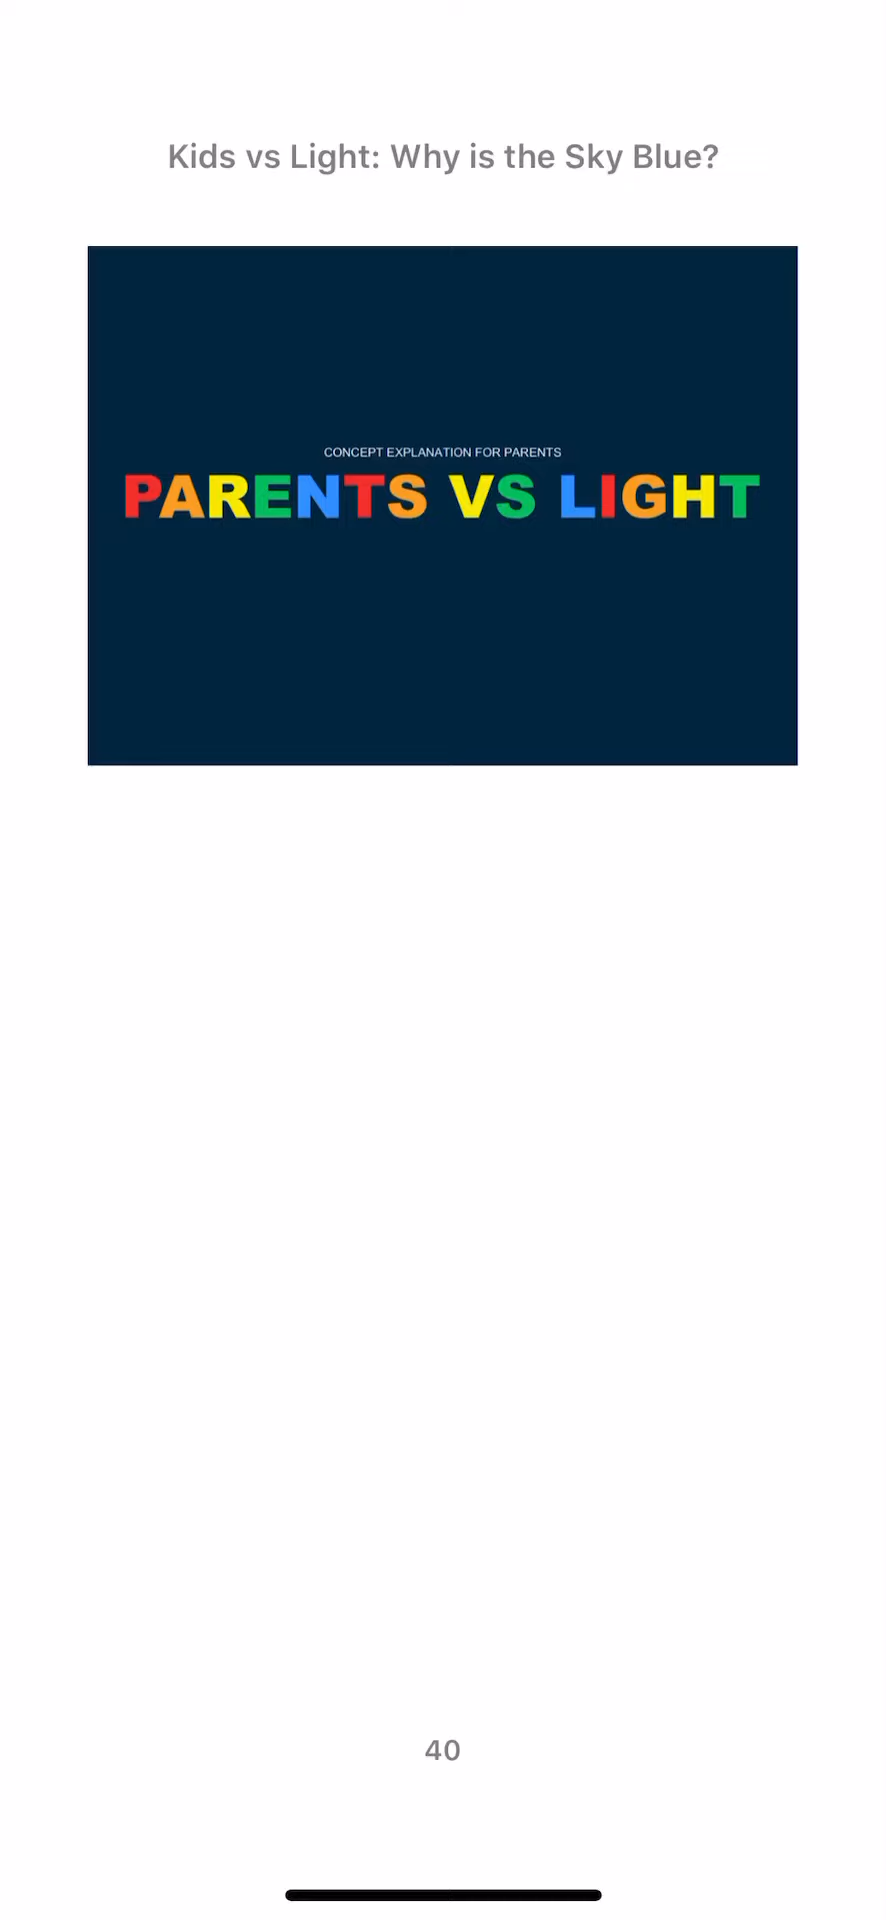 Kids vs Light: Why is the Sky Blue?
CONCEPT EXPLANATION FOR PARENTS
PARENTS VS LIGHT
40